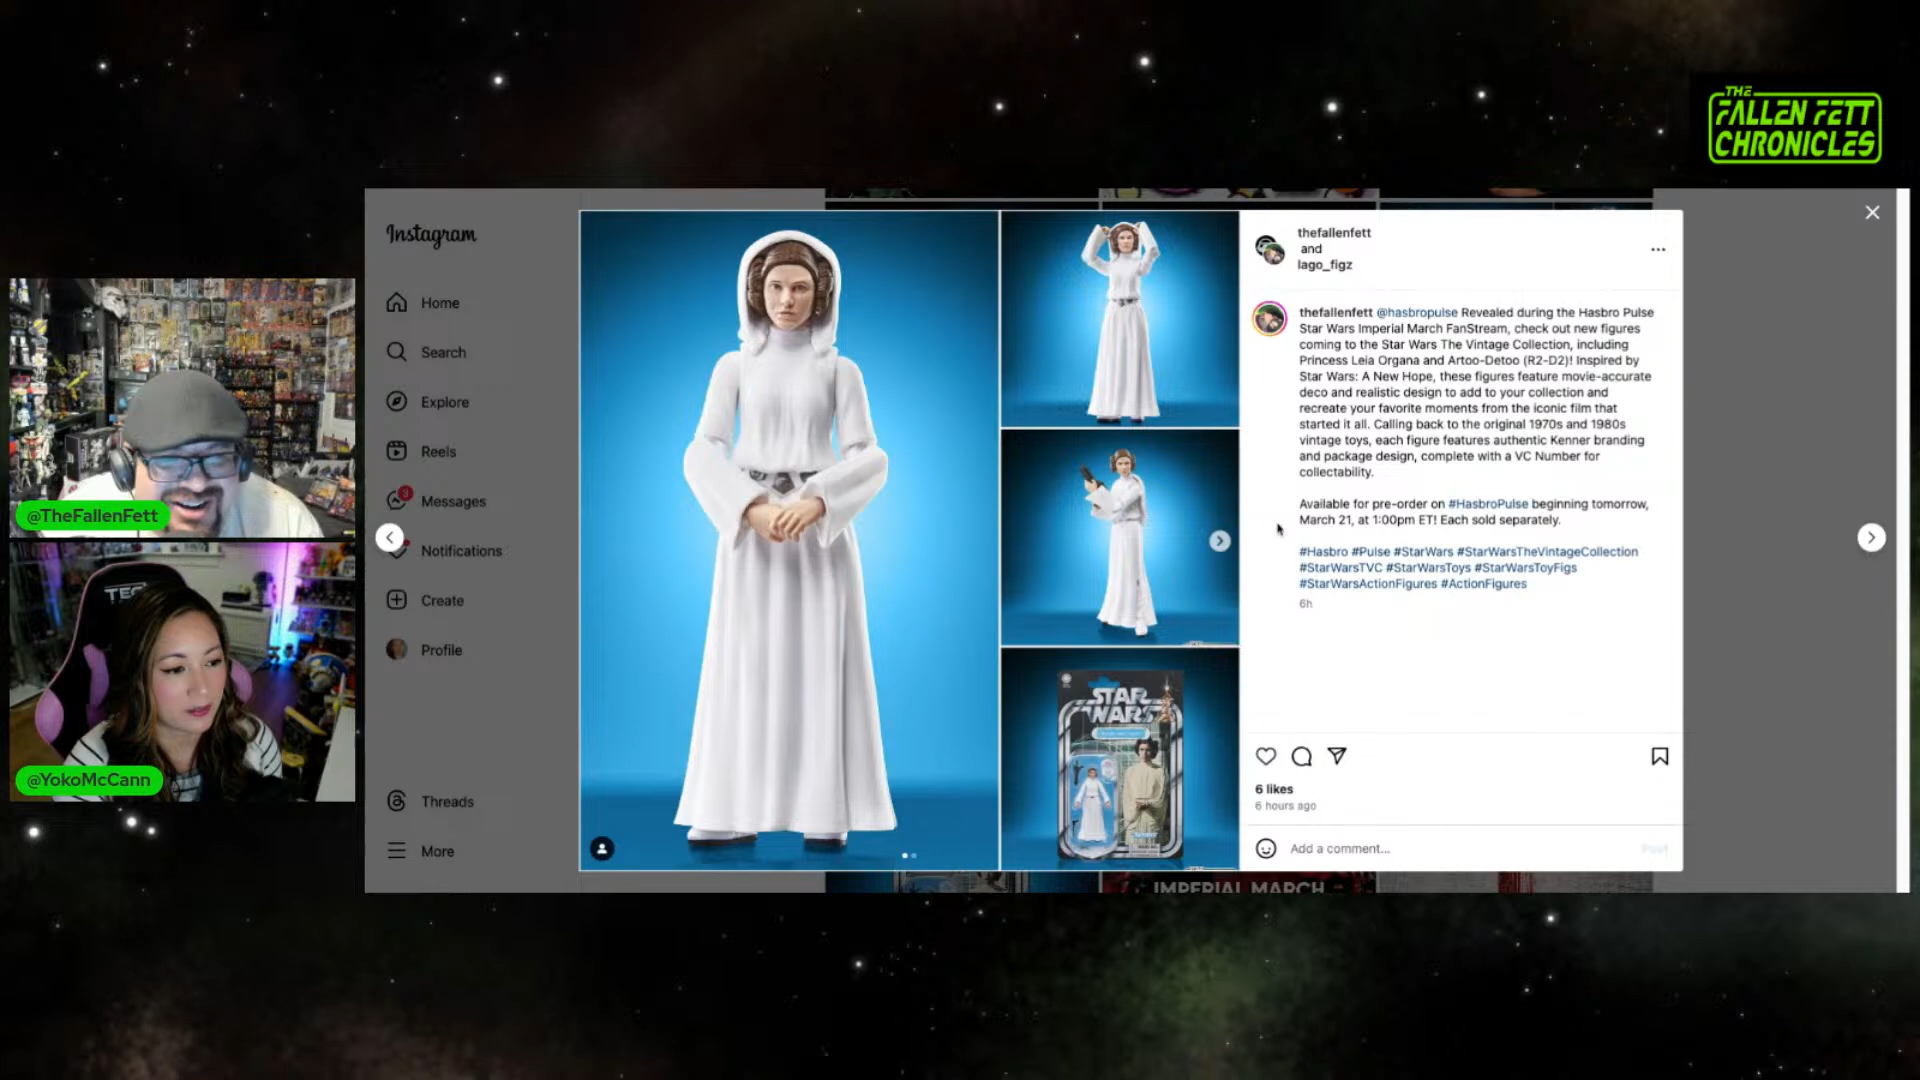 THE
FALLEN FETT
CHRONICLES
Instagram
Home
Search
Explore
Reels
3
Messages
Notifications
Create
Profile
Threads
More
@TheFallenFett
@YokoMcCann
STAR
WARS
thefallenfett
and
lago_figz
thefallenfett @hasbropulse Revealed during the Hasbro Pulse
Star Wars Imperial March FanStream, check out new figures
coming to the Star Wars The Vintage Collection, including
Princess Leia Organa and Artoo-Detoo (R2-D2)! Inspired by
Star Wars: A New Hope, these figures feature movie-accurate
deco and realistic design to add to your collection and
recreate your favorite moments from the iconic film that
started it all. Calling back to the original 1970s and 1980s
vintage toys, each figure features authentic Kenner branding
and package design, complete with a VC Number for
collectability.
Available for pre-order on #HasbroPulse beginning tomorrow,
March 21, at 1:00pm ET! Each sold separately.
#Hasbro #Pulse #StarWars #StarWarsTheVintageCollection
#StarWarsTVC #StarWarsToys #StarWarsToyFigs
#StarWarsActionFigures #ActionFigures
6h
6 likes
6 hours ago
Add a comment...
Post
IMPERIAL MARCH